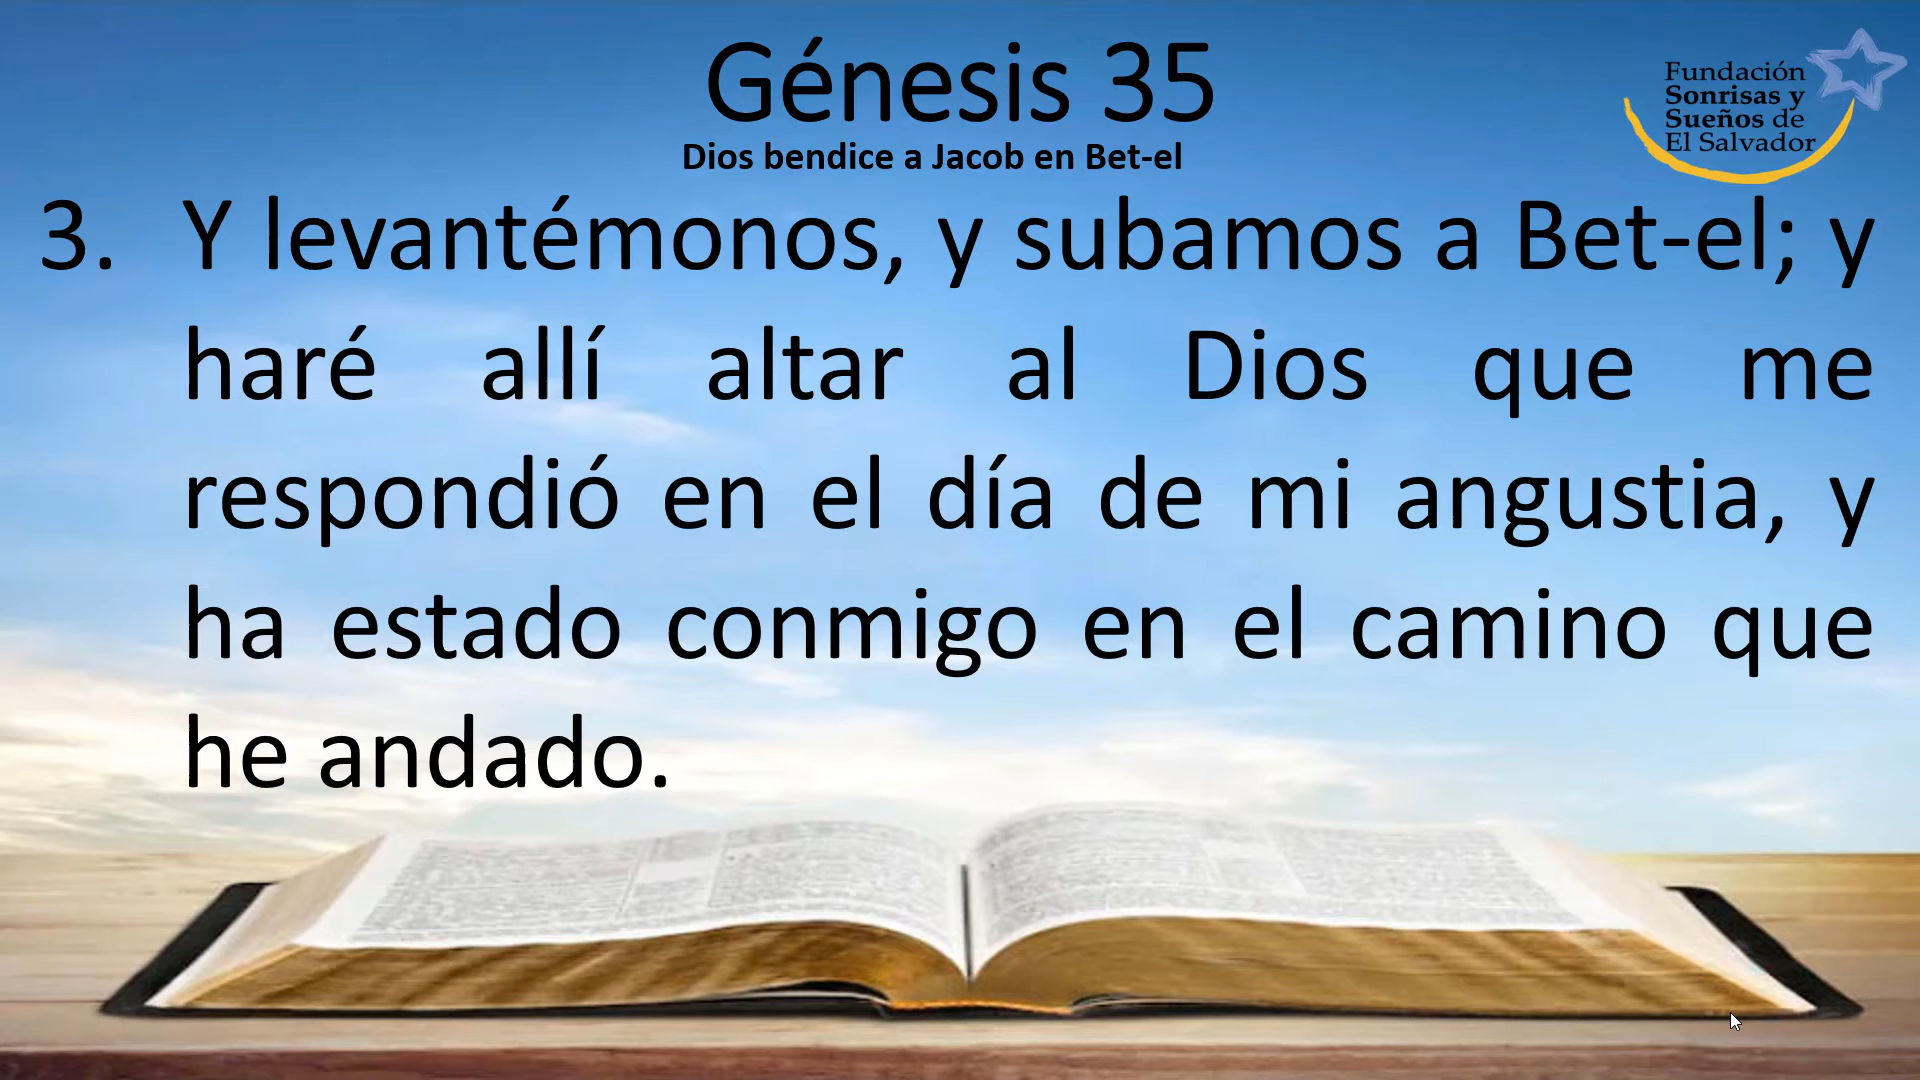 Génesis 35
Dios bendice a Jacob en Bet-el
Fundación
Sonrisas y
Sueños de
El Salvador
3. Y levantémonos, y subamos a Bet-el; y
haré allí altar al Dios que me
respondió en el día de mi angustia, y
ha estado conmigo en el camino que
he andado.